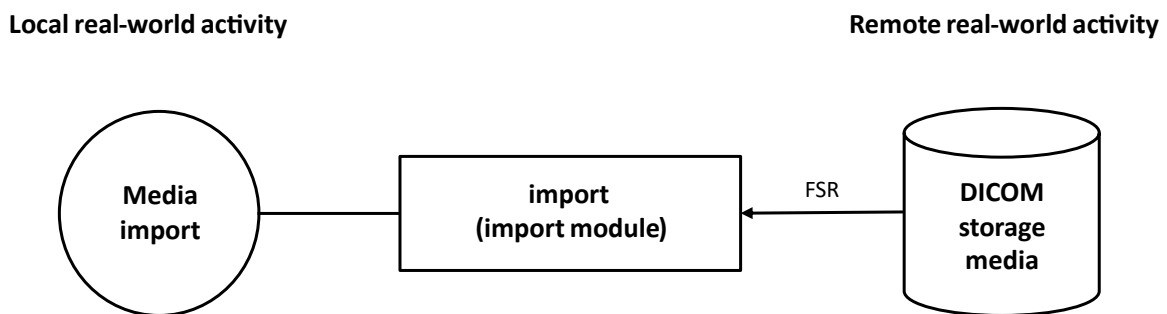 Local real-world activity
Remote real-world activity
Media
import
import
(import module)
FSR
DICOM
storage
media